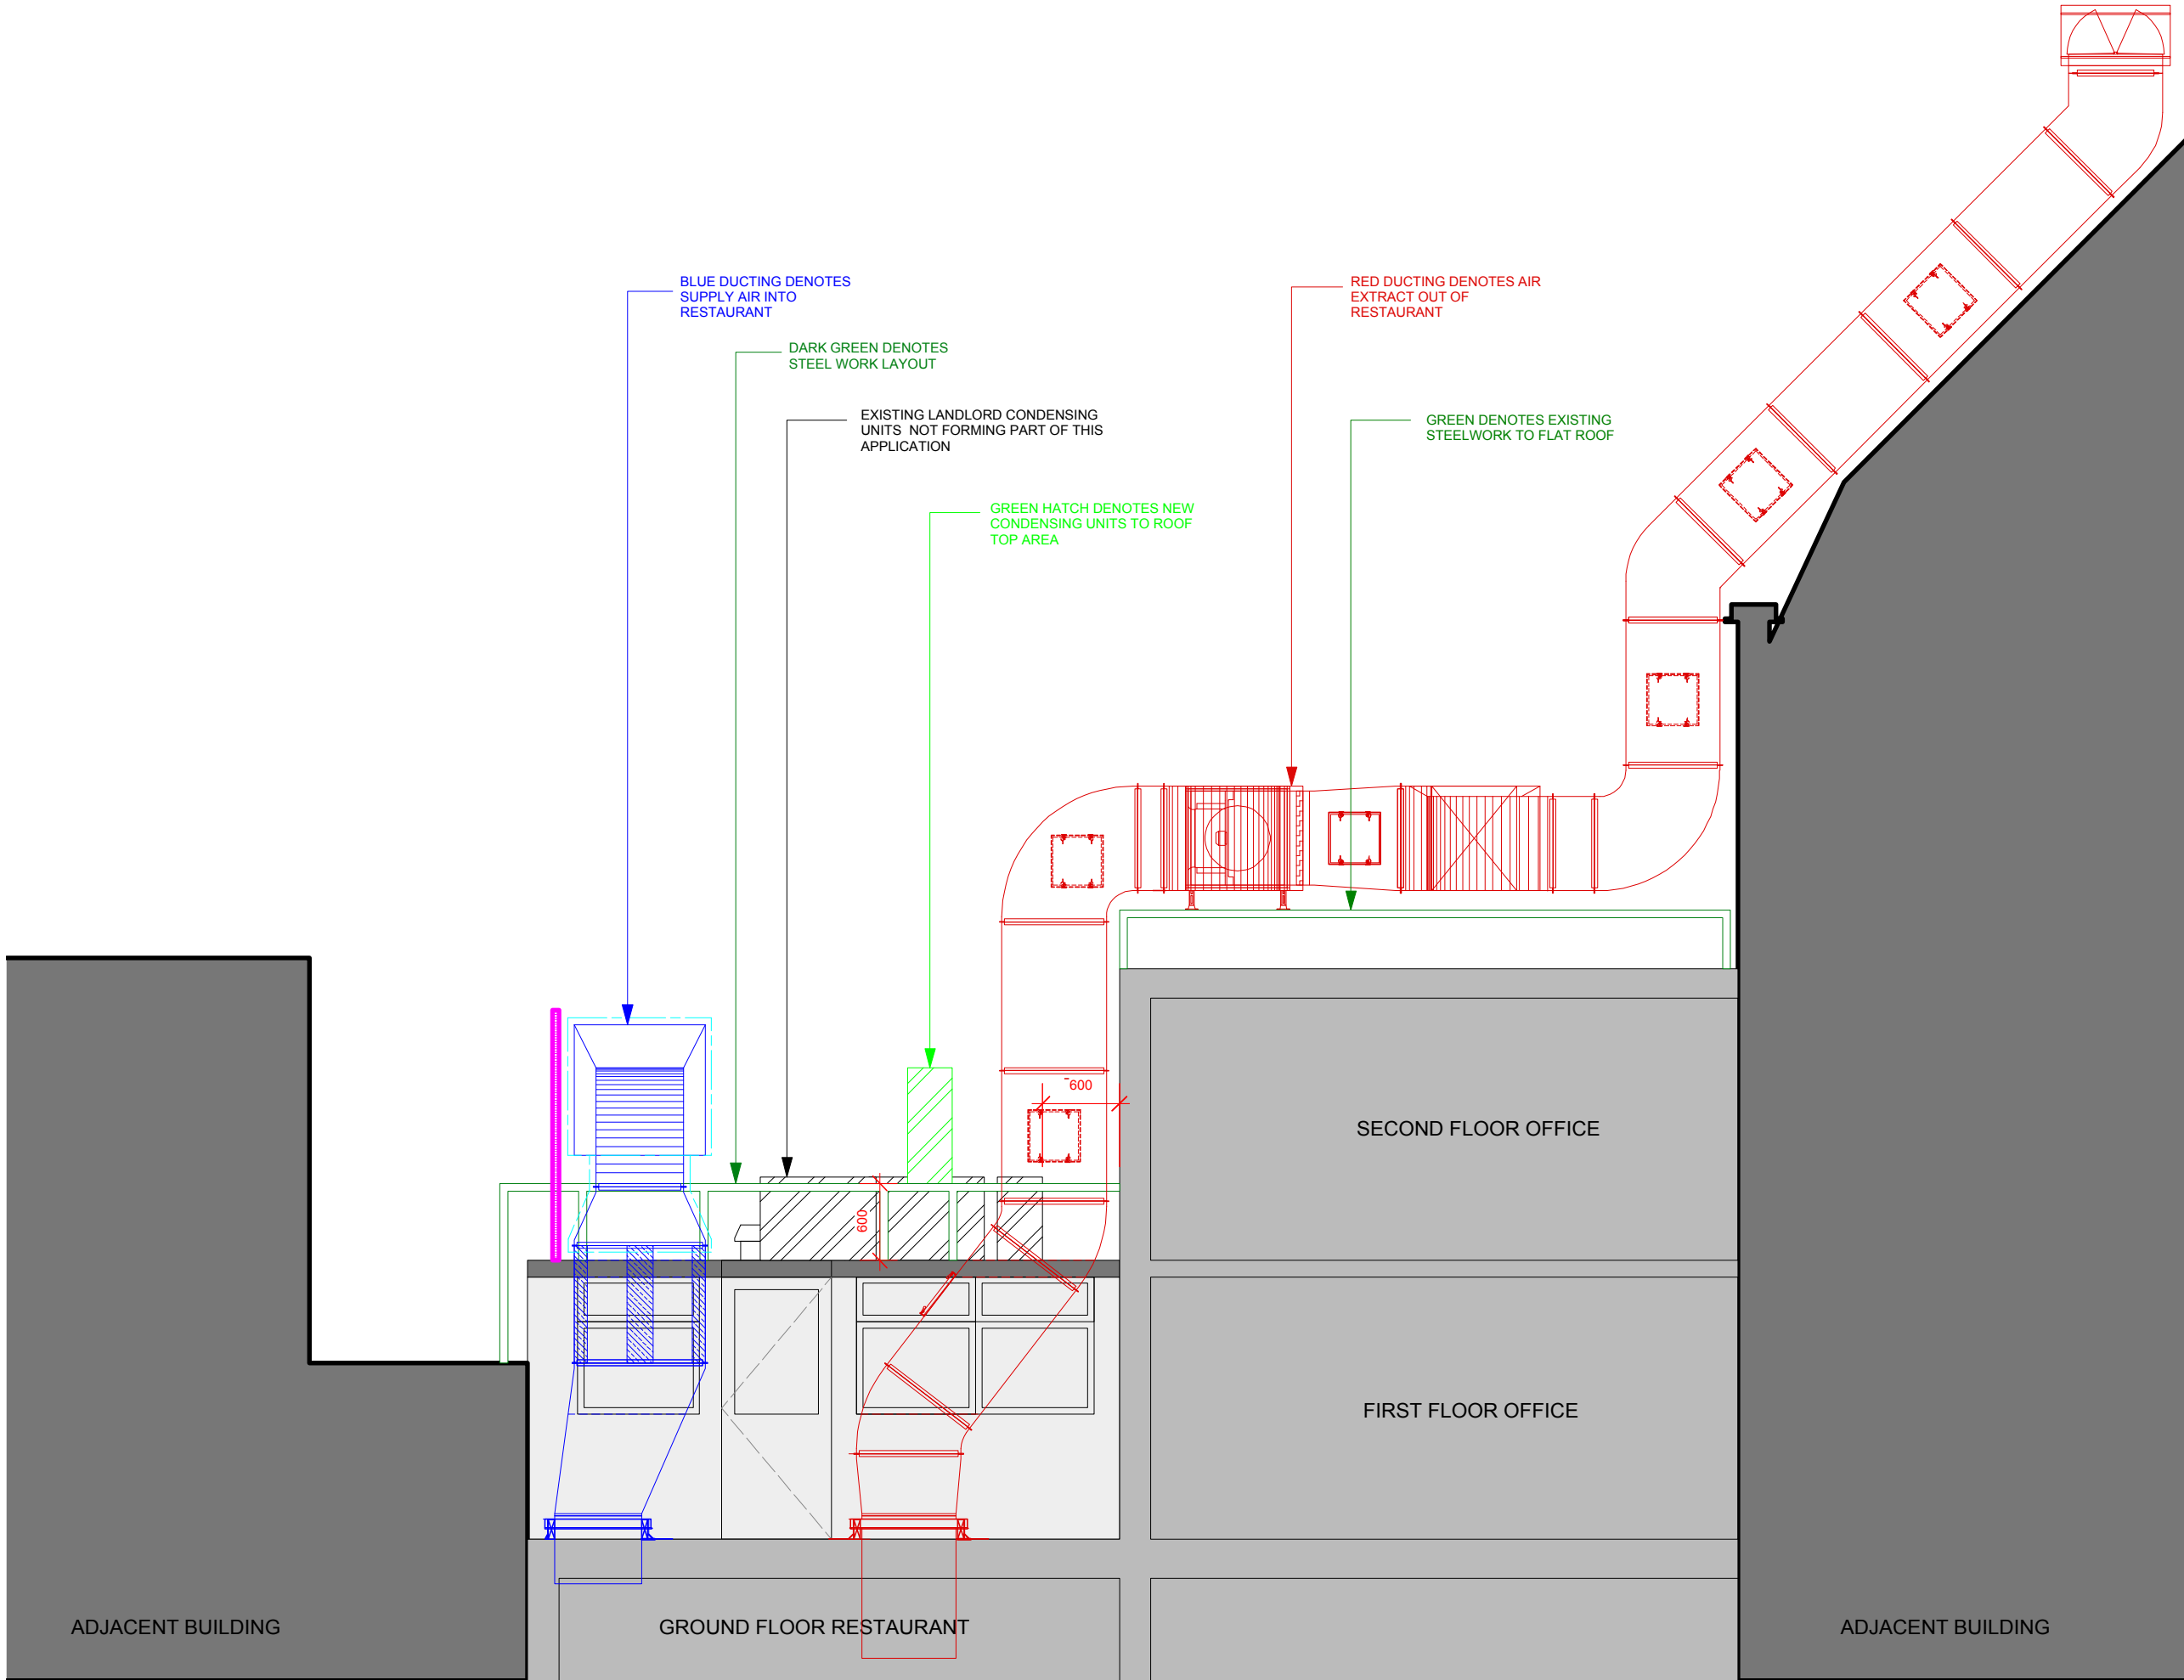 BLUE DUCTING DENOTES
SUPPLY AIR INTO
RESTAURANT
RED DUCTING DENOTES AIR
EXTRACT OUT OF
RESTAURANT
DARK GREEN DENOTES
STEEL WORK LAYOUT
EXISTING LANDLORD CONDENSING
UNITS NOT FORMING PART OF THIS
APPLICATION
GREEN DENOTES EXISTING
STEELWORK TO FLAT ROOF
GREEN HATCH DENOTES NEW
CONDENSING UNITS TO ROOF
TOP AREA
600
SECOND FLOOR OFFICE
600
FIRST FLOOR OFFICE
ADJACENT BUILDING
GROUND FLOOR RESTAURANT
ADJACENT BUILDING